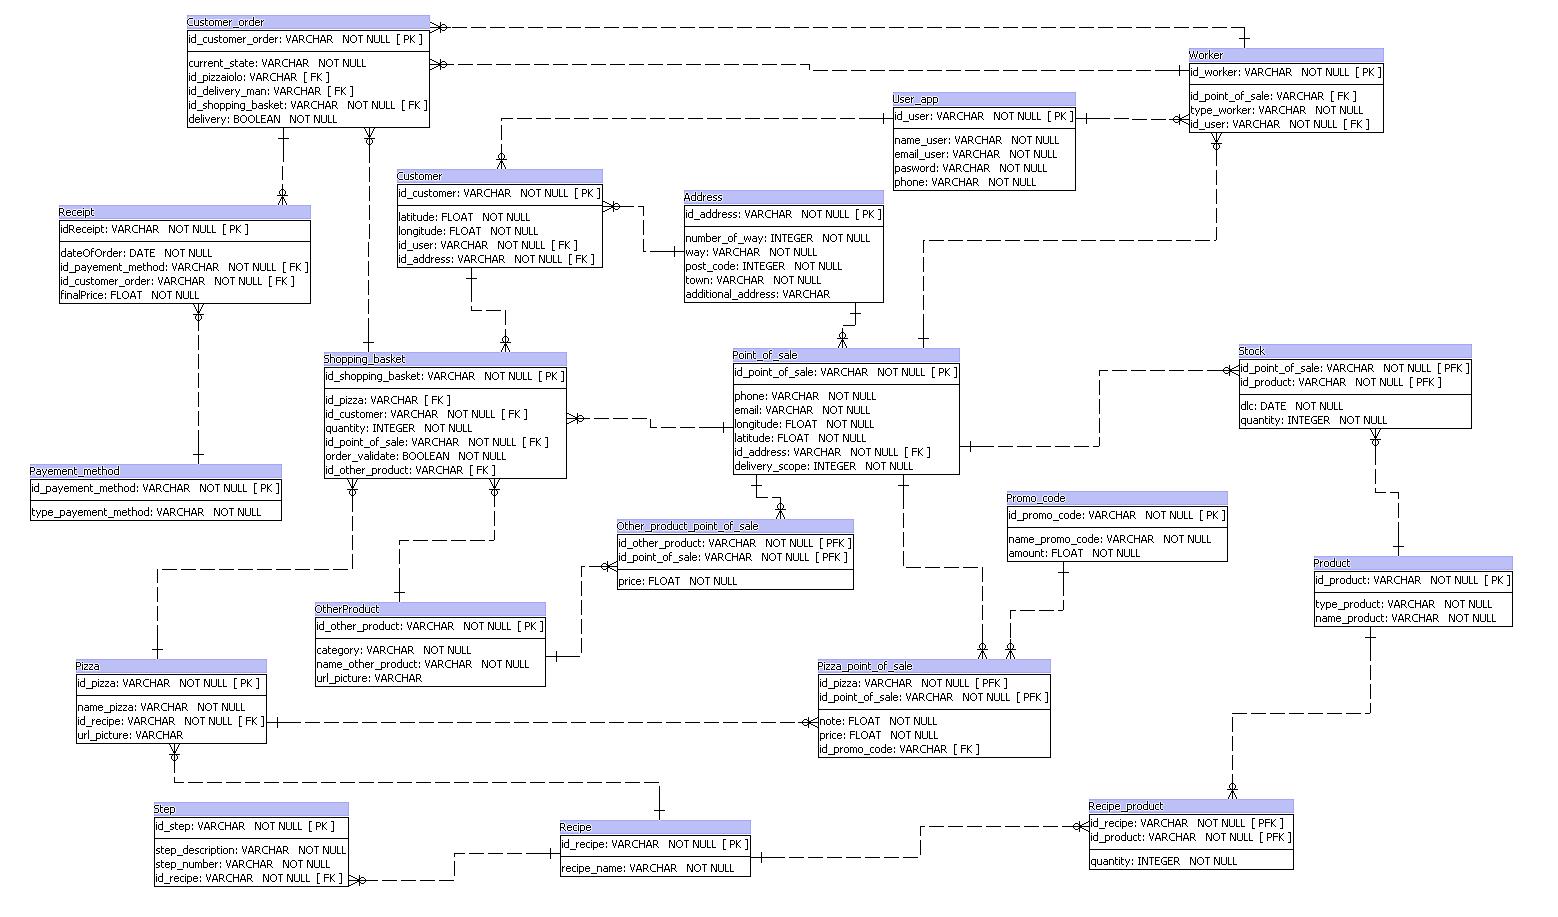 Customer_order
id_customer_order: VARCHAR NOT NULL [ PK ]
current_state: VARCHAR NOT NULL
id_pizzaiolo: VARCHAR [ FK ]
id_delivery_man: VARCHAR [ FK ]
id_shopping_basket: VARCHAR NOT NULL [ FK ]
delivery: BOOLEAN NOT NULL
Worker
id_worker: VARCHAR NOT NULL [ PK ]
id_point_of_sale: VARCHAR [ FK ]
type_worker: VARCHAR NOT NULL
id_user: VARCHAR NOT NULL [ FK ]
User_app
id_user: VARCHAR NOT NULL [ PK ]
name_user: VARCHAR NOT NULL
email_user: VARCHAR NOT NULL
pasword: VARCHAR NOT NULL
phone: VARCHAR NOT NULL
Customer
id_customer: VARCHAR NOT NULL [ PK ]
latitude: FLOAT NOT NULL
longitude: FLOAT NOT NULL
id_user: VARCHAR NOT NULL [ FK ]
id_address: VARCHAR NOT NULL [ FK ]
Address
id_address: VARCHAR NOT NULL [ PK ]
number_of_way: INTEGER NOT NULL
way: VARCHAR NOT NULL
post_code: INTEGER NOT NULL
town: VARCHAR NOT NULL
additional_address: VARCHAR
Receipt
idReceipt: VARCHAR NOT NULL [ PK ]
dateOfOrder: DATE NOT NULL
id_payement_method: VARCHAR NOT NULL [ FK ]
id_customer_order: VARCHAR NOT NULL [ FK ]
finalPrice: FLOAT NOT NULL
Shopping_basket
id_shopping_basket: VARCHAR NOT NULL [ PK ]
id_pizza: VARCHAR [ FK ]
id_customer: VARCHAR NOT NULL [ FK ]
quantity: INTEGER NOT NULL
id_point_of_sale: VARCHAR NOT NULL [ FK ]
order_validate: BOOLEAN NOT NULL
id_other_product: VARCHAR [ FK ]
Point_of_sale
id_point_of_sale: VARCHAR NOT NULL [ PK ]
phone: VARCHAR NOT NULL
email: VARCHAR NOT NULL
longitude: FLOAT NOT NULL
latitude: FLOAT NOT NULL
id_address: VARCHAR NOT NULL [ FK ]
delivery_scope: INTEGER NOT NULL
Stock
id_point_of_sale: VARCHAR NOT NULL [ PFK ]
id_product: VARCHAR NOT NULL [ PFK ]
dlc: DATE NOT NULL
quantity: INTEGER NOT NULL
Payement_method
id_payement_method: VARCHAR NOT NULL [ PK ]
type_payement_method: VARCHAR NOT NULL
Other_product_point_of_sale
id_other_product: VARCHAR NOT NULL [ PFK ]
id_point_of_sale: VARCHAR NOT NULL [ PFK ]
price: FLOAT NOT NULL
Promo_code
id_promo_code: VARCHAR NOT NULL [ PK ]
name_promo_code: VARCHAR NOT NULL
amount: FLOAT NOT NULL
Product
id_product: VARCHAR NOT NULL [ PK ]
type_product: VARCHAR NOT NULL
name_product: VARCHAR NOT NULL
OtherProduct
id_other_product: VARCHAR NOT NULL [ PK ]
category: VARCHAR NOT NULL
name_other_product: VARCHAR NOT NULL
url_picture: VARCHAR
Pizza
id_pizza: VARCHAR NOT NULL [ PK ]
name_pizza: VARCHAR NOT NULL
id_recipe: VARCHAR NOT NULL [ FK ]
url_picture: VARCHAR
Pizza_point_of_sale
id_pizza: VARCHAR NOT NULL [ PFK ]
id_point_of_sale: VARCHAR NOT NULL [ PFK ]
note: FLOAT NOT NULL
price: FLOAT NOT NULL
id_promo_code: VARCHAR [ FK ]
Step
id_step: VARCHAR NOT NULL [ PK ]
step_description: VARCHAR NOT NULL
step_number: VARCHAR NOT NULL
id_recipe: VARCHAR NOT NULL [ FK ]
Recipe
id_recipe: VARCHAR NOT NULL [ PK ]
recipe_name: VARCHAR NOT NULL
Recipe_product
id_recipe: VARCHAR NOT NULL [ PFK ]
id_product: VARCHAR NOT NULL [ PFK ]
quantity: INTEGER NOT NULL